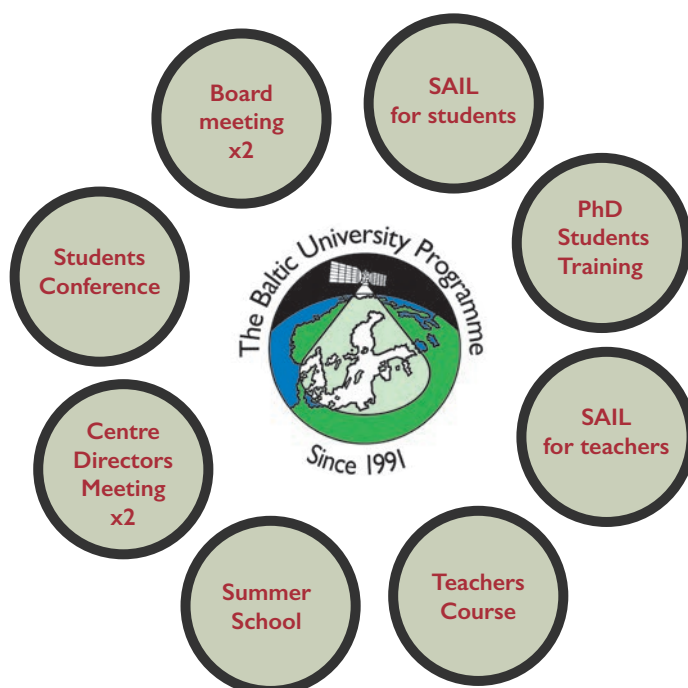 Board
meeting
x2
SAIL
for students
PhD
Students
Training
SAIL
for teachers
Teachers
Course
Summer
School
Centre
Directors
Meeting
x2
Students
Conference
The Baltic University Programme
Since 1991